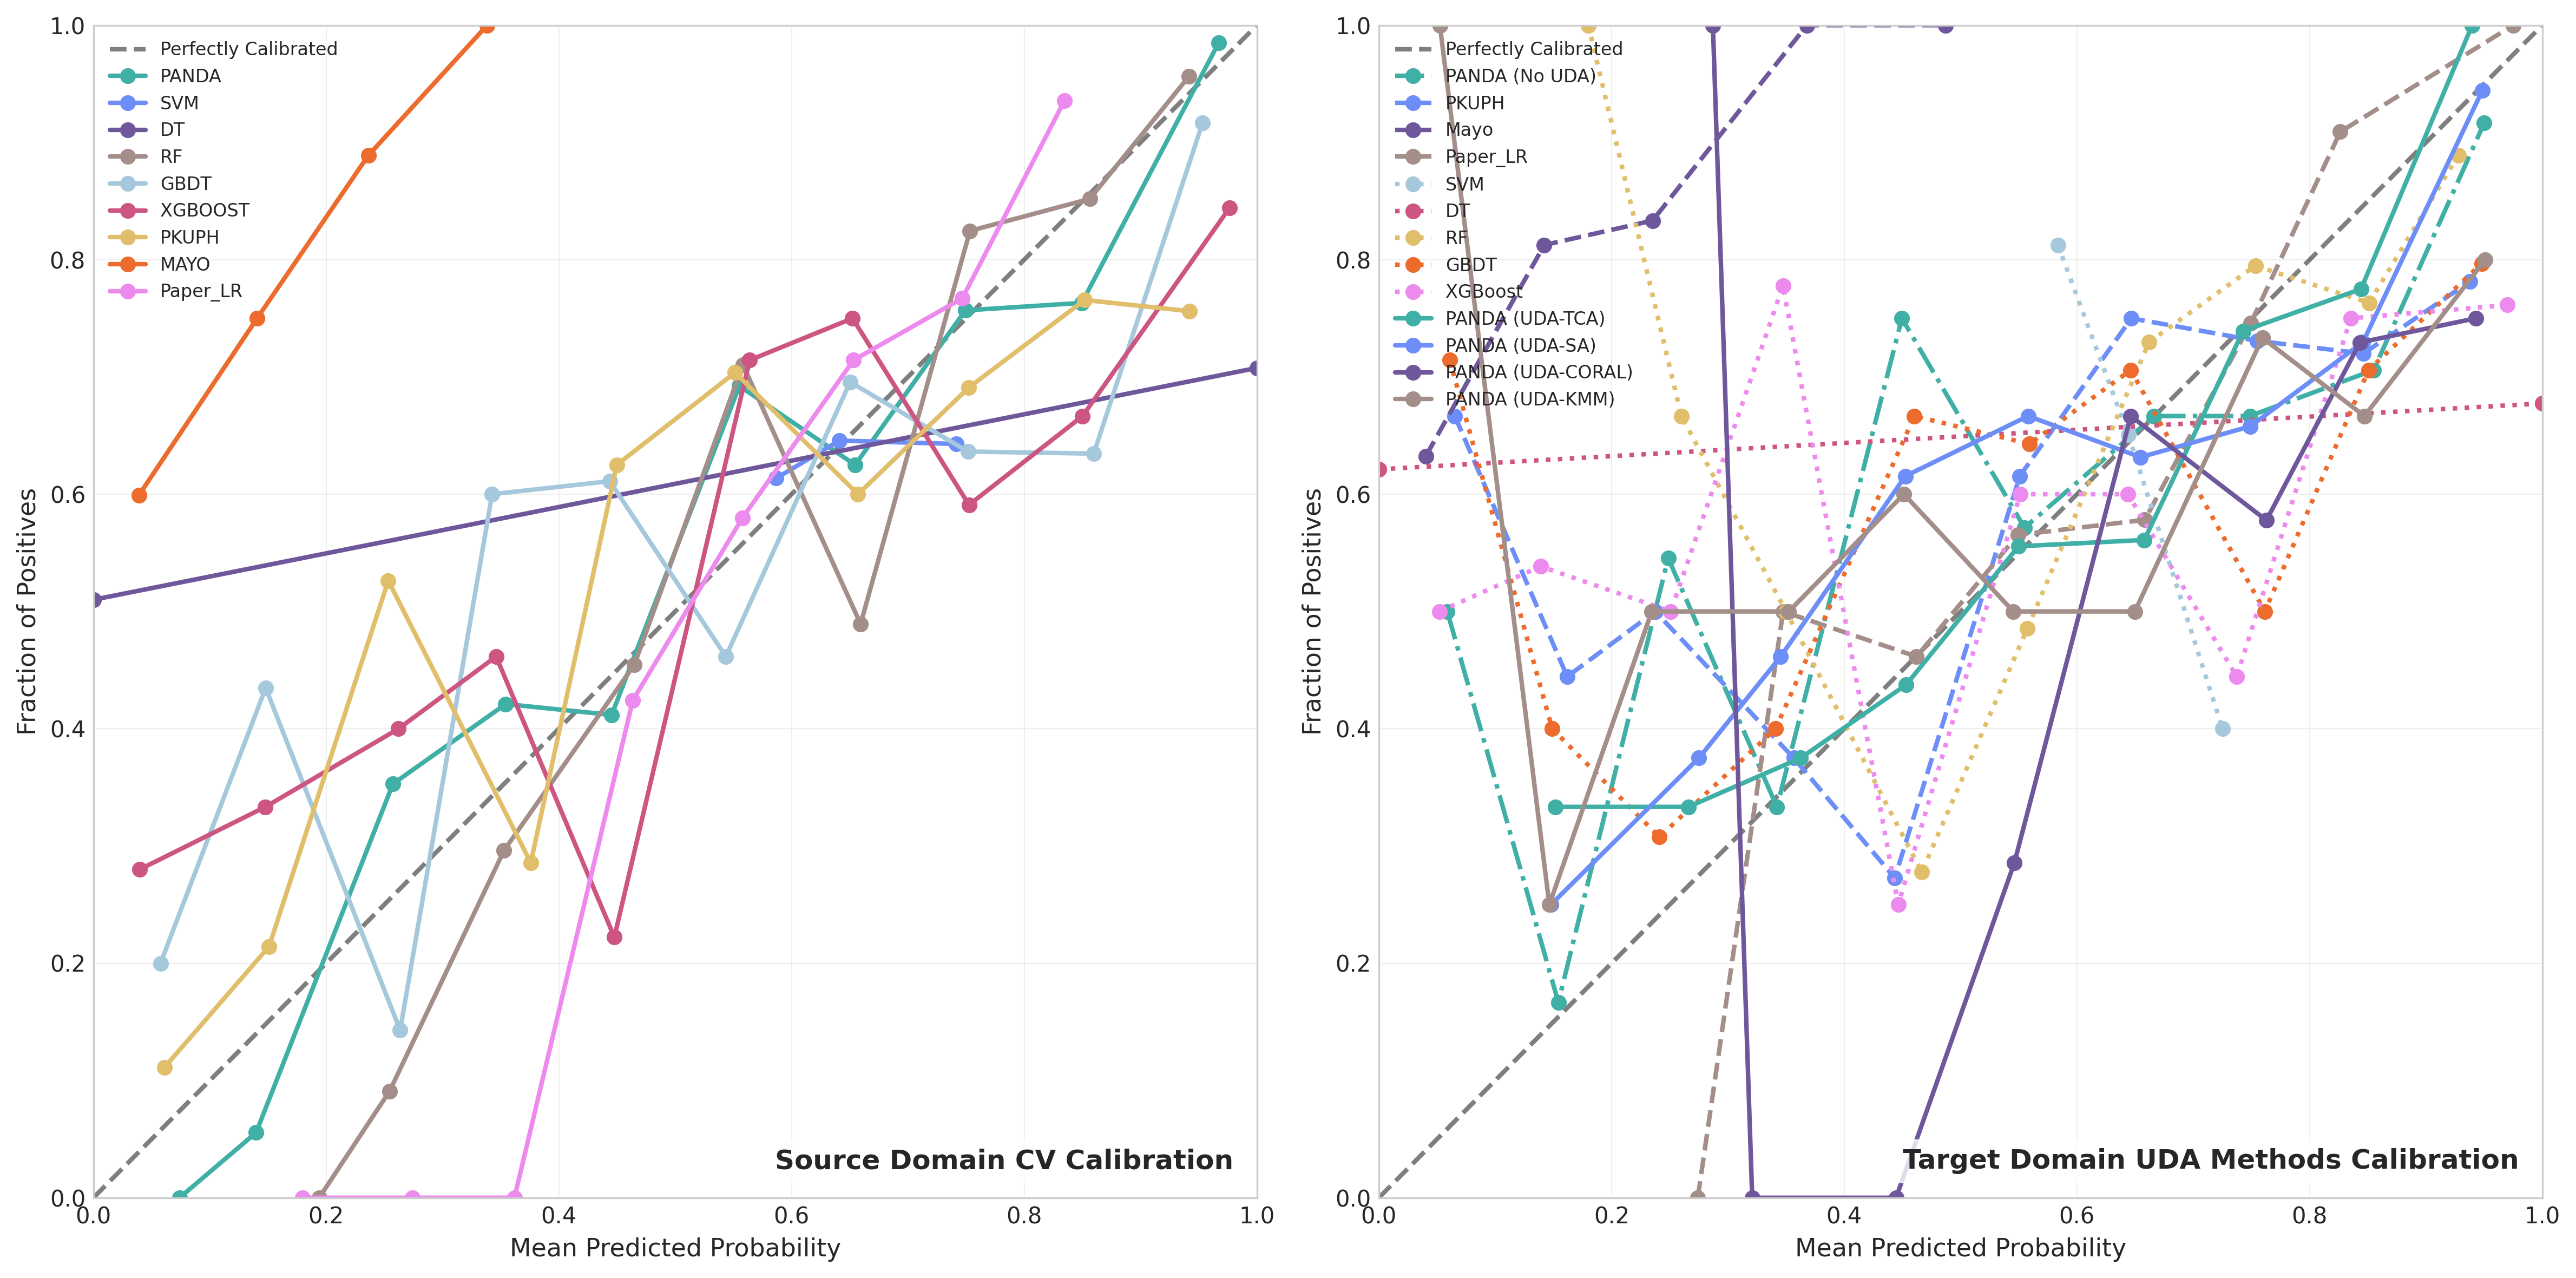 1.0
0.8
0.6
0.4
0.2
0.0
Fraction of Positives
Perfectly Calibrated
PANDA
SVM
DT
RF
GBDT
XGBOOST
PKUPH
MAYO
Paper_LR
Source Domain CV Calibration
0.0 0.2 0.4 0.6 0.8 1.0
Mean Predicted Probability
1.0
0.8
0.6
0.4
0.2
0.0
Fraction of Positives
Perfectly Calibrated
PANDA (No UDA)
PKUPH
Mayo
Paper_LR
SVM
DT
RF
GBDT
XGBoost
PANDA (UDA-TCA)
PANDA (UDA-SA)
PANDA (UDA-CORAL)
PANDA (UDA-KMM)
Target Domain UDA Methods Calibration
0.0 0.2 0.4 0.6 0.8 1.0
Mean Predicted Probability